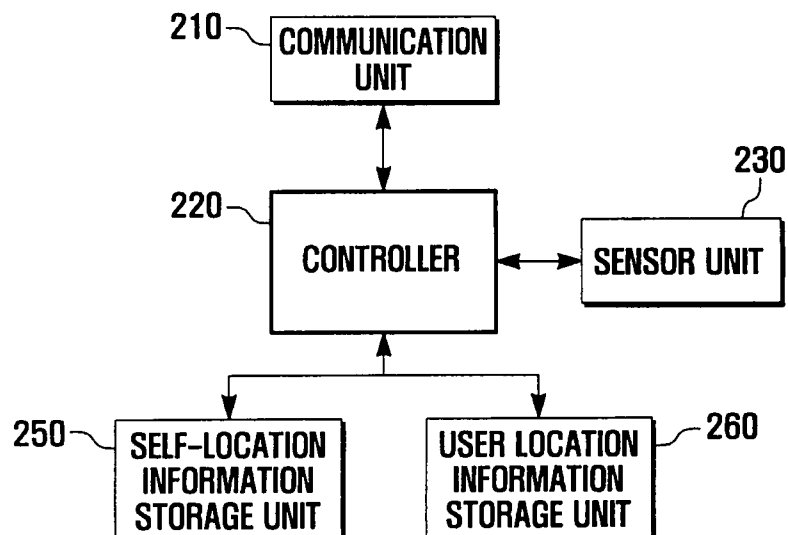 210
COMMUNICATION
UNIT
220
CONTROLLER
230
SENSOR UNIT
250
SELF-LOCATION
INFORMATION
STORAGE UNIT
USER LOCATION
INFORMATION
STORAGE UNIT
260